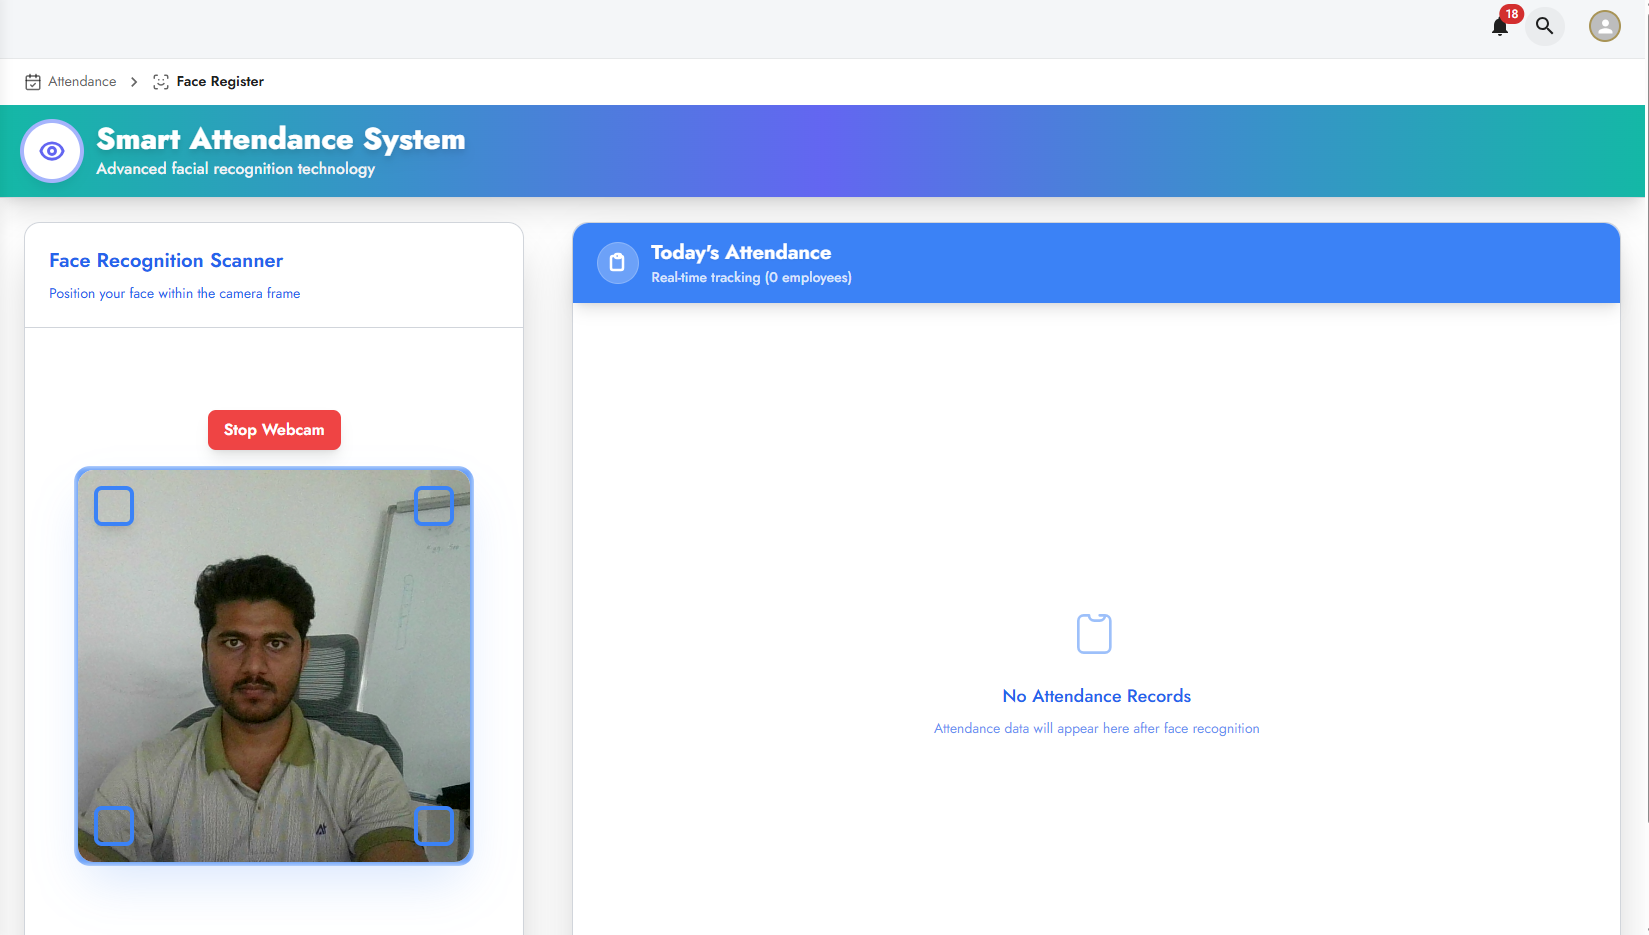 18
Attendance
Face Register
Smart Attendance System
Advanced facial recognition technology
Face Recognition Scanner
Position your face within the camera frame
Stop Webcam
Today's Attendance
Real-time tracking (0 employees)
No Attendance Records
Attendance data will appear here after face recognition